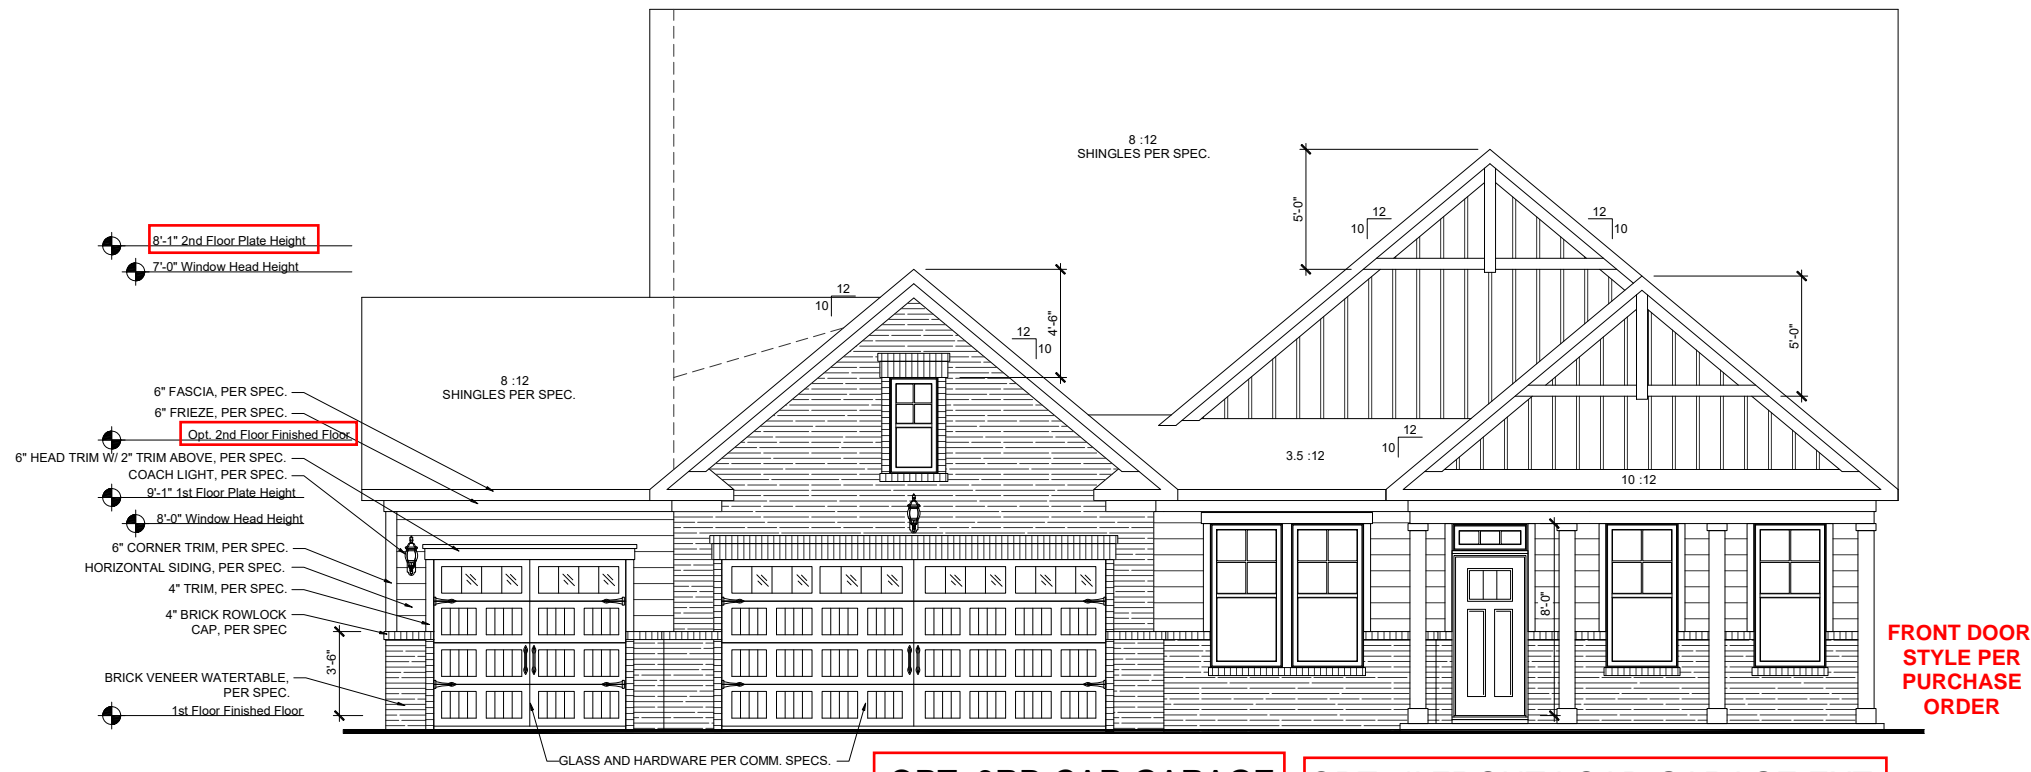 8 :12
SHINGLES PER SPEC.
5'-0"
12
10
12
10
8'-1" 2nd Floor Plate Height
7'-0" Window Head Height
12
10
4'-6"
12
10
5'-0"
8 :12
SHINGLES PER SPEC.
6" FASCIA, PER SPEC.
6" FRIEZE, PER SPEC.
Opt. 2nd Floor Finished Floor
12
10
3.5 :12
10 :12
6" HEAD TRIM W/ 2" TRIM ABOVE, PER SPEC.
COACH LIGHT, PER SPEC.
9'-1" 1st Floor Plate Height
8'-0" Window Head Height
6" CORNER TRIM, PER SPEC.
HORIZONTAL SIDING, PER SPEC.
4" TRIM, PER SPEC.
4" BRICK ROWLOCK
CAP, PER SPEC
8'-0"
3'-6"
BRICK VENEER WATERTABLE,
PER SPEC.
1st Floor Finished Floor
FRONT DOOR
STYLE PER
PURCHASE
ORDER
GLASS AND HARDWARE PER COMM. SPECS.